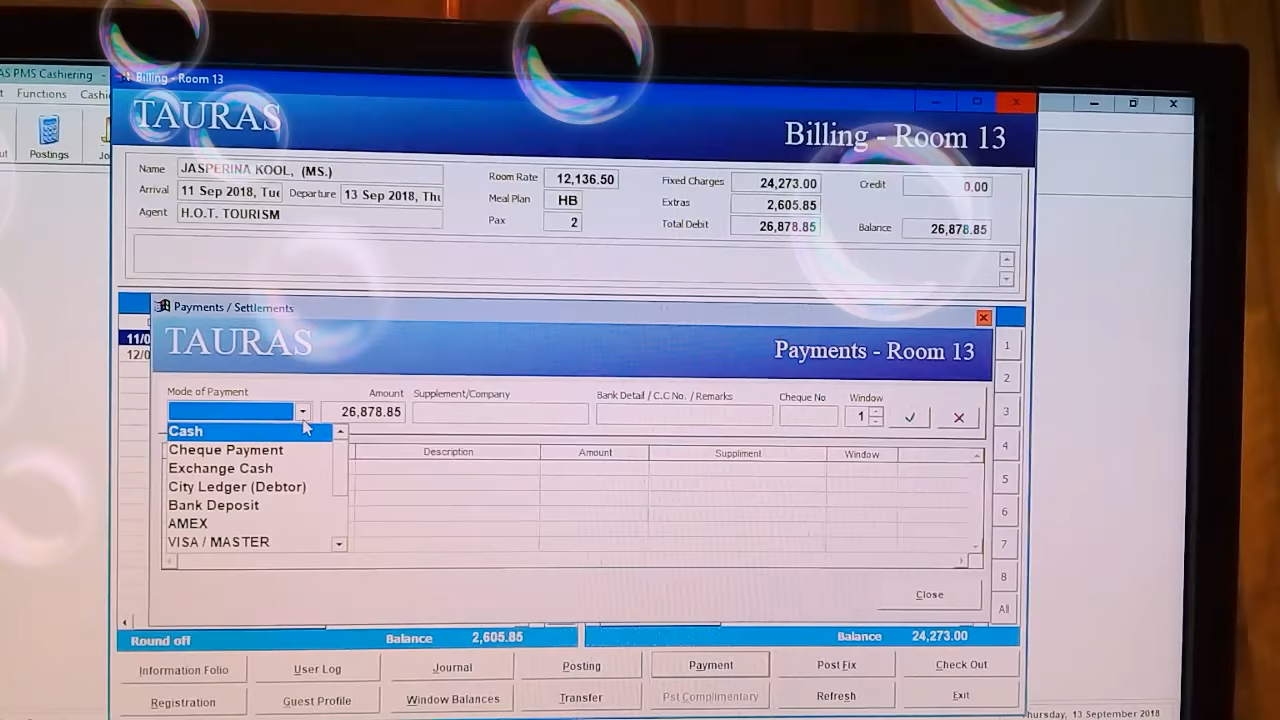 AS PMS Cashiering -
Billing - Room 13
Functions
TAURAS
Billing - Room 13
Postings
Name JASPERINA KOOL, (MS.)
Arrival 11 Sep 2018, Tue Departure 13 Sep 2018, Thu
Agent H.O.T. TOURISM
Room Rate 12,136.50
Meal Plan HB
Pax 2
Fixed Charges 24,273.00
Extras 2,605.85
Total Debit 26,878.85
Credit 0.00
Balance 26,878.85
Payments / Settlements
TAURAS
Payments - Room 13
11/0
12/0
Mode of Payment Amount Supplement/Company Bank Detail / C.C No. / Remarks Cheque No Window
26,878.85 1
Cash
Cheque Payment
Exchange Cash
City Ledger (Debtor)
Bank Deposit
AMEX
VISA / MASTER
Description Amount Suppliment Window
Close
1
2
3
4
5
6
7
8
All
Round off Balance 2,605.85 Balance 24,273.00
Information Folio User Log Journal Posting Payment Post Fix Check Out
Registration Guest Profile Window Balances Transfer Pst Complimentary Refresh Exit
Thursday, 13 September 2018